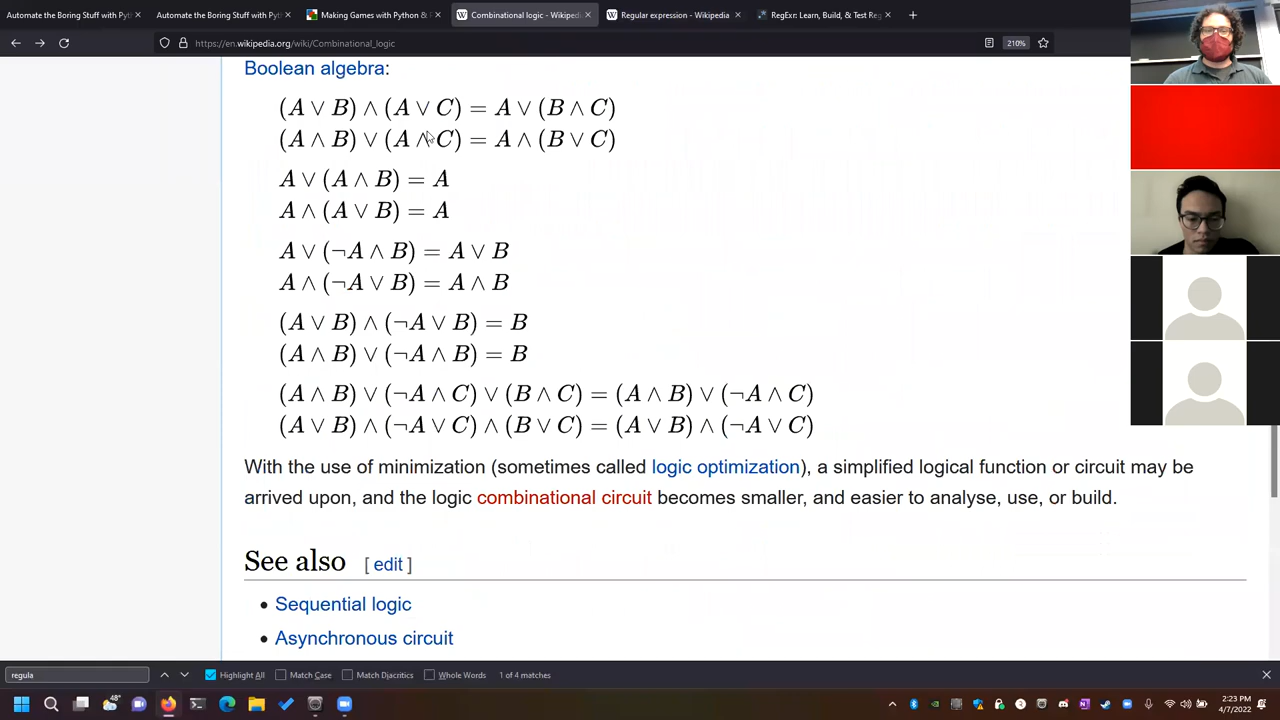 Automate the Boring Stuff with Pyth
Automate the Boring Stuff with Pyth
Making Games with Python & P
Combinational logic - Wikipedia
Regular expression - Wikipedia
RegExr: Learn, Build, & Test Reg
https://en.wikipedia.org/wiki/Combinational_logic
210%
Boolean algebra:
(A ∨ B) ∧ (A ∨ C) = A ∨ (B ∧ C)
(A ∧ B) ∨ (A ∧ C) = A ∧ (B ∨ C)
A ∨ (A ∧ B) = A
A ∧ (A ∨ B) = A
A ∨ (¬A ∧ B) = A ∨ B
A ∧ (¬A ∨ B) = A ∧ B
(A ∨ B) ∧ (¬A ∨ B) = B
(A ∧ B) ∨ (¬A ∧ B) = B
(A ∧ B) ∨ (¬A ∧ C) ∨ (B ∧ C) = (A ∧ B) ∨ (¬A ∧ C)
(A ∨ B) ∧ (¬A ∨ C) ∧ (B ∨ C) = (A ∨ B) ∧ (¬A ∨ C)
With the use of minimization (sometimes called logic optimization), a simplified logical function or circuit may be
arrived upon, and the logic combinational circuit becomes smaller, and easier to analyse, use, or build.
See also [ edit ]
• Sequential logic
• Asynchronous circuit
regula
Highlight All
Match Case
Match Diacritics
Whole Words
1 of 4 matches
48°
2:23 PM
4/7/2022